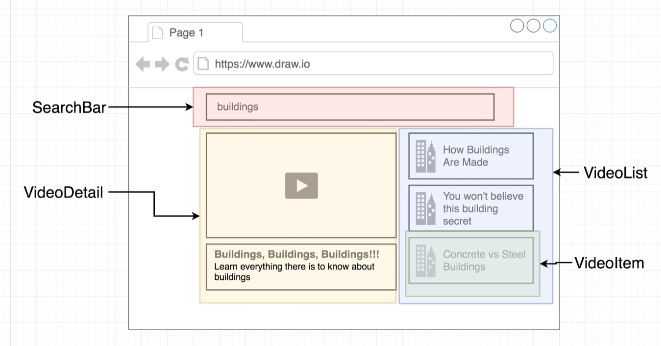 Page 1
https://www.draw.io
SearchBar
buildings
VideoDetail
Buildings, Buildings, Buildings!!!
Learn everything there is to know about
buildings
How Buildings
Are Made
You won't believe
this building
secret
Concrete vs Steel
Buildings
VideoList
VideoItem